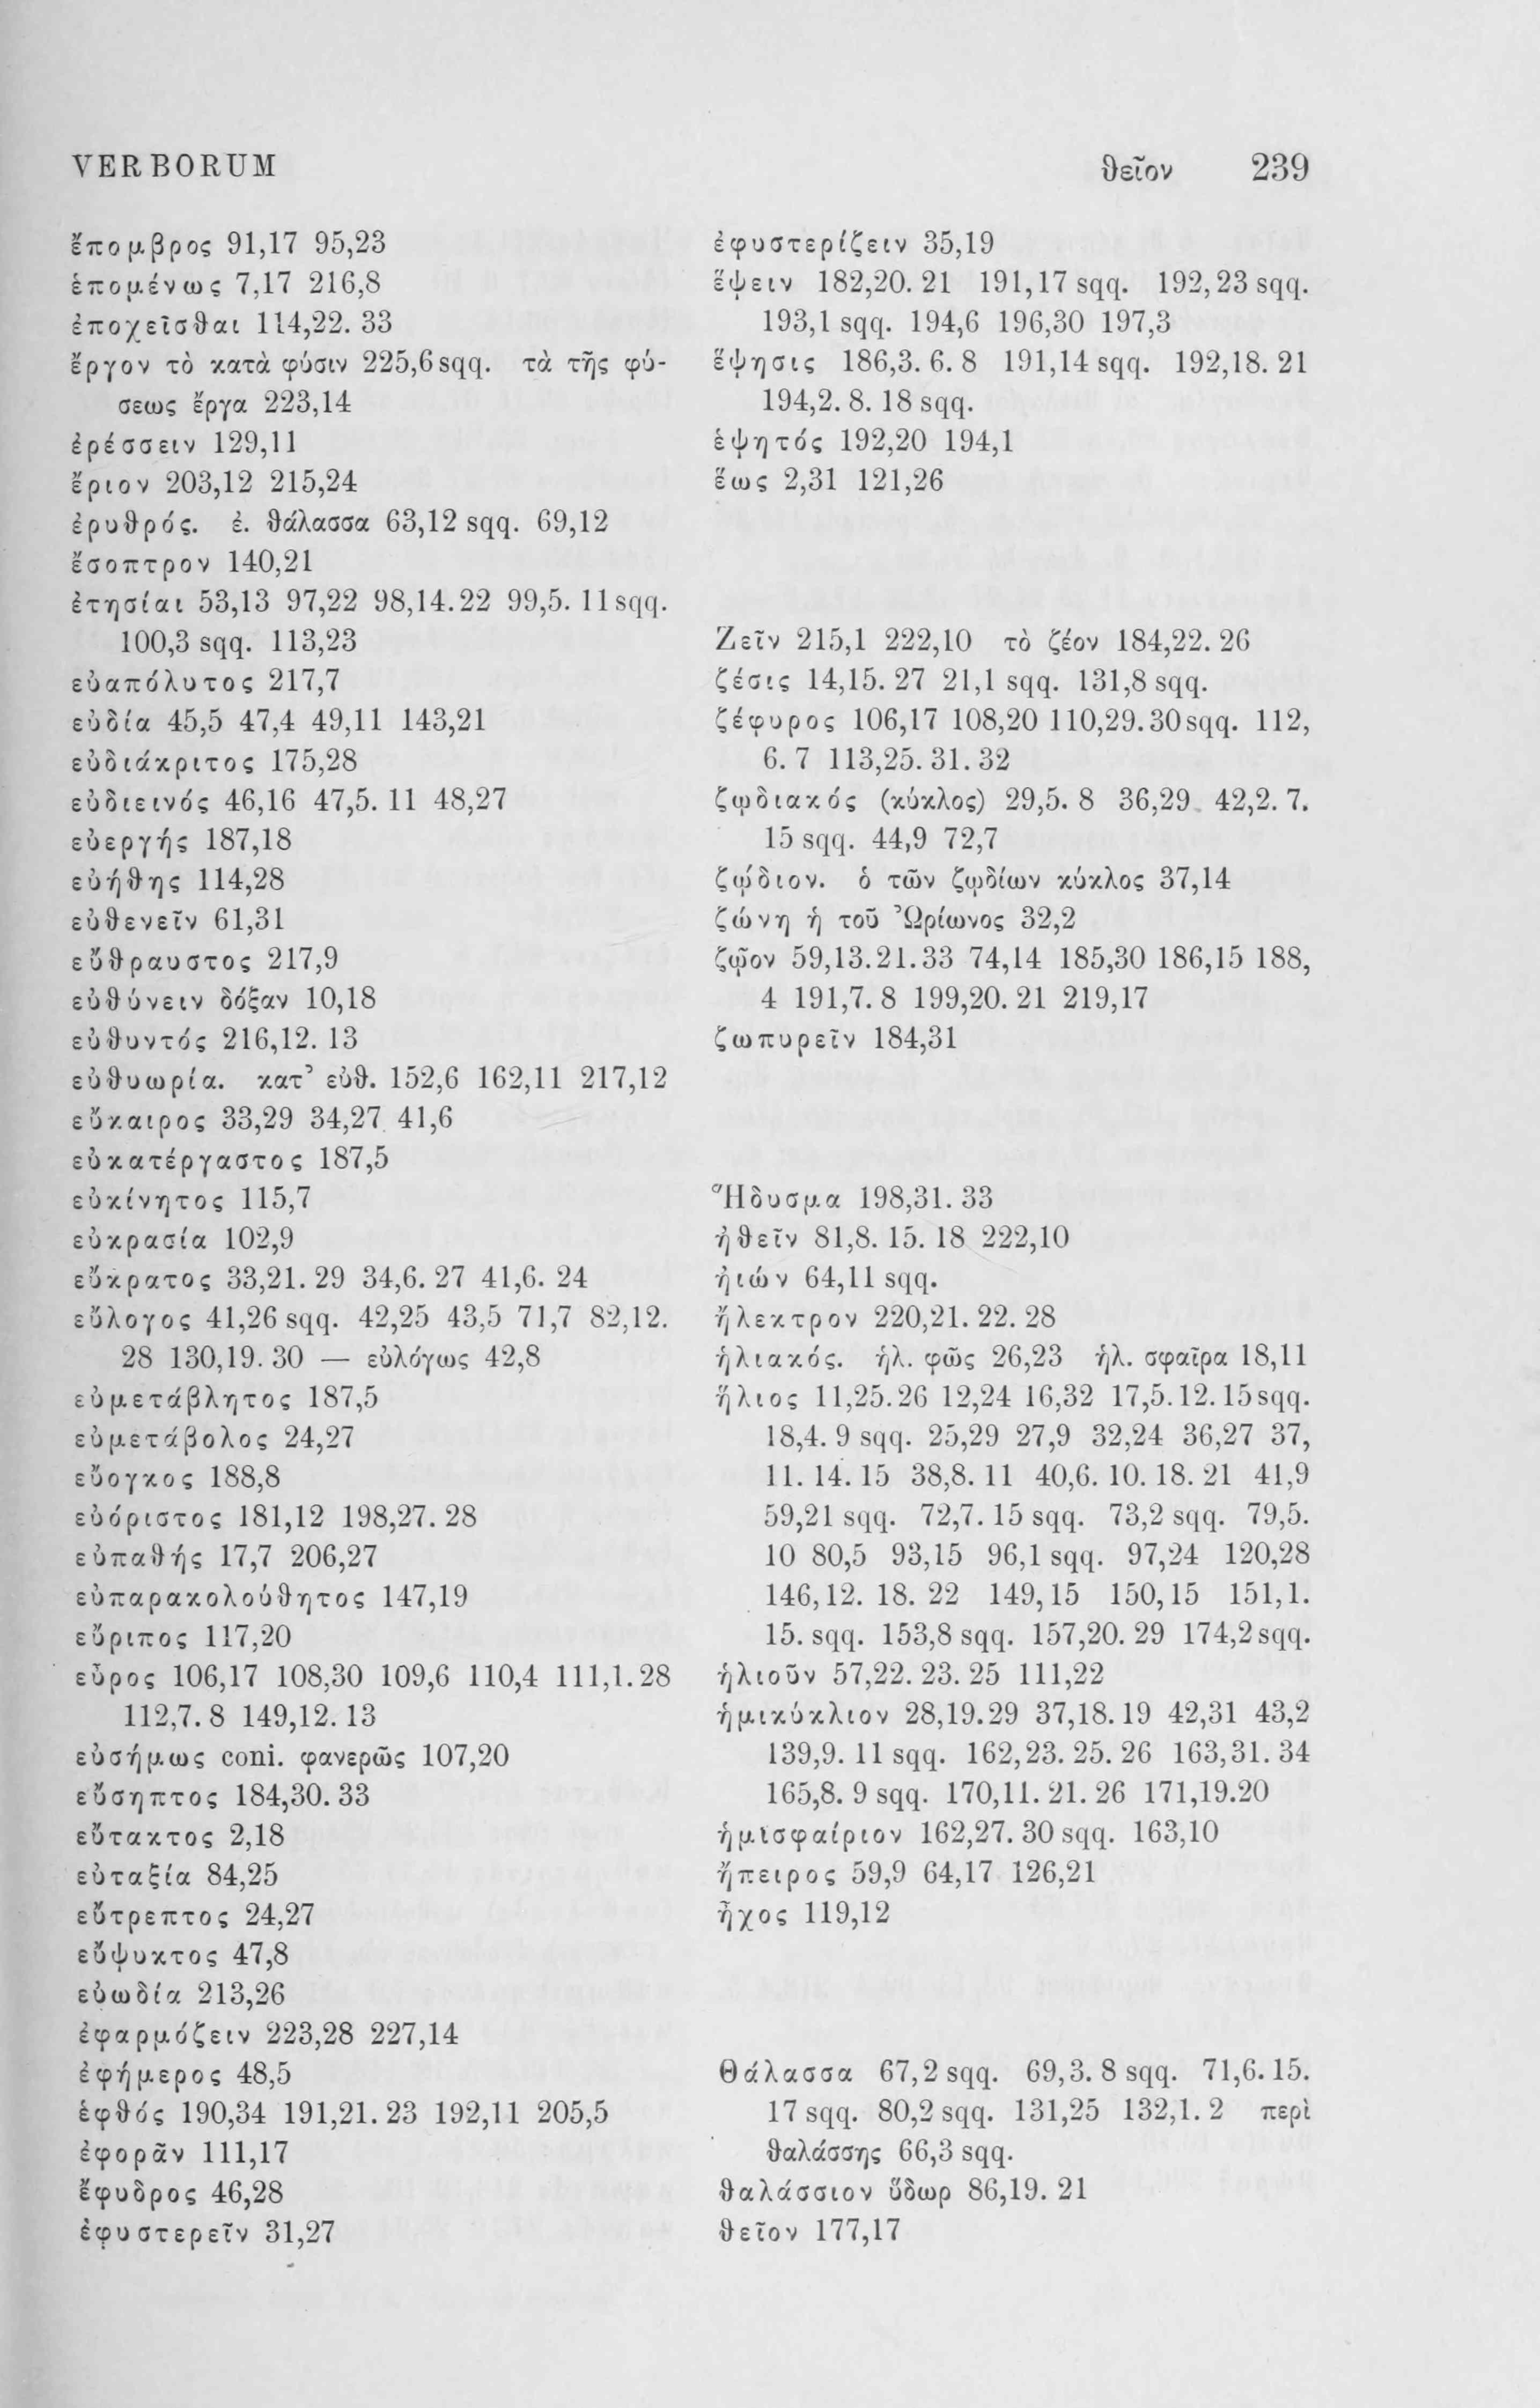 VERBORUM
θεῖον 239
ἔπομβρος 91,17 95,23
ἑπομένως 7,17 216,8
ἐποχεῖσθαι 114,22. 33
ἔργον τὸ κατὰ φύσιν 225,6 sqq. τὰ τῆς φύ-
σεως ἔργα 223,14
ἐρέσσειν 129,11
ἔριον 203,12 215,24
ἐρυθρός. ἐ. θάλασσα 63,12 sqq. 69,12
ἔσοπτρον 140,21
ἐτησίαι 53,13 97,22 98,14. 22 99,5. 11 sqq.
100,3 sqq. 113,23
εὐαπόλυτος 217,7
εὐδία 45,5 47,4 49,11 143,21
εὐδιάκριτος 175,28
εὐδιεινός 46,16 47,5. 11 48,27
εὐεργής 187,18
εὐήθης 114,28
εὐθενεῖν 61,31
εὔθραυστος 217,9
εὐθύνειν δόξαν 10,18
εὐθυντός 216,12. 13
εὐθυωρία. κατ’ εὐθ. 152,6 162,11 217,12
εὔκαιρος 33,29 34,27 41,6
εὐκατέργαστος 187,5
εὐκίνητος 115,7
εὐκρασία 102,9
εὔκρατος 33,21. 29 34,6. 27 41,6. 24
εὔλογος 41,26 sqq. 42,25 43,5 71,7 82,12.
28 130,19. 30 — εὐλόγως 42,8
εὐμετάβλητος 187,5
εὐμετάβολος 24,27
εὔογκος 188,8
εὐόριστος 181,12 198,27. 28
εὐπαθής 17,7 206,27
εὐπαρακολούθητος 147,19
εὔριπος 117,20
εὖρος 106,17 108,30 109,6 110,4 111,1. 28
112,7. 8 149,12. 13
εὐσήμως coni. φανερῶς 107,20
εὔσηπτος 184,30. 33
εὔτακτος 2,18
εὐταξία 84,25
εὔτρεπτος 24,27
εὔψυκτος 47,8
εὐωδία 213,26
ἐφαρμόζειν 223,28 227,14
ἐφήμερος 48,5
ἑφθός 190,34 191,21. 23 192,11 205,5
ἐφορᾶν 111,17
ἔφυδρος 46,28
ἐφυστερεῖν 31,27
ἐφυστερίζειν 35,19
ἕψειν 182,20. 21 191,17 sqq. 192,23 sqq.
193,1 sqq. 194,6 196,30 197,3
ἕψησις 186,3. 6. 8 191,14 sqq. 192,18. 21
194,2. 8. 18 sqq.
ἑψητός 192,20 194,1
ἕως 2,31 121,26
Ζεῖν 215,1 222,10 τὸ ζέον 184,22. 26
ζέσις 14,15. 27 21,1 sqq. 131,8 sqq.
ζέφυρος 106,17 108,20 110,29. 30 sqq. 112,
6. 7 113,25. 31. 32
ζῳδιακός (κύκλος) 29,5. 8 36,29 42,2. 7.
15 sqq. 44,9 72,7
ζῴδιον. ὁ τῶν ζῳδίων κύκλος 37,14
ζώνη ἡ τοῦ Ὠρίωνος 32,2
ζῷον 59,13. 21. 33 74,14 185,30 186,15 188,
4 191,7. 8 199,20. 21 219,17
ζωπυρεῖν 184,31
Ἥδυσμα 198,31. 33
ἠθεῖν 81,8. 15. 18 222,10
ἠιών 64,11 sqq.
ἤλεκτρον 220,21. 22. 28
ἡλιακός. ἡλ. φῶς 26,23 ἡλ. σφαῖρα 18,11
ἥλιος 11,25. 26 12,24 16,32 17,5. 12. 15 sqq.
18,4. 9 sqq. 25,29 27,9 32,24 36,27 37,
11. 14. 15 38,8. 11 40,6. 10. 18. 21 41,9
59,21 sqq. 72,7. 15 sqq. 73,2 sqq. 79,5.
10 80,5 93,15 96,1 sqq. 97,24 120,28
146,12. 18. 22 149,15 150,15 151,1.
15. sqq. 153,8 sqq. 157,20. 29 174,2 sqq.
ἡλιοῦν 57,22. 23. 25 111,22
ἡμικύκλιον 28,19. 29 37,18. 19 42,31 43,2
139,9. 11 sqq. 162,23. 25. 26 163,31. 34
165,8. 9 sqq. 170,11. 21. 26 171,19. 20
ἡμισφαίριον 162,27. 30 sqq. 163,10
ἤπειρος 59,9 64,17 126,21
ἦχος 119,12
Θάλασσα 67,2 sqq. 69,3. 8 sqq. 71,6. 15.
17 sqq. 80,2 sqq. 131,25 132,1. 2 περὶ
θαλάσσης 66,3 sqq.
θαλάσσιον ὕδωρ 86,19. 21
θεῖον 177,17